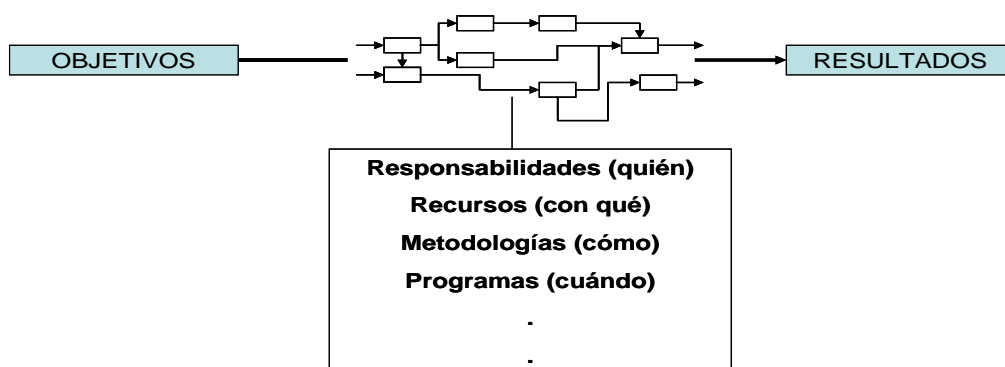 OBJETIVOS
RESULTADOS
Responsabilidades (quién)
Recursos (con qué)
Metodologías (cómo)
Programas (cuándo)
.
.